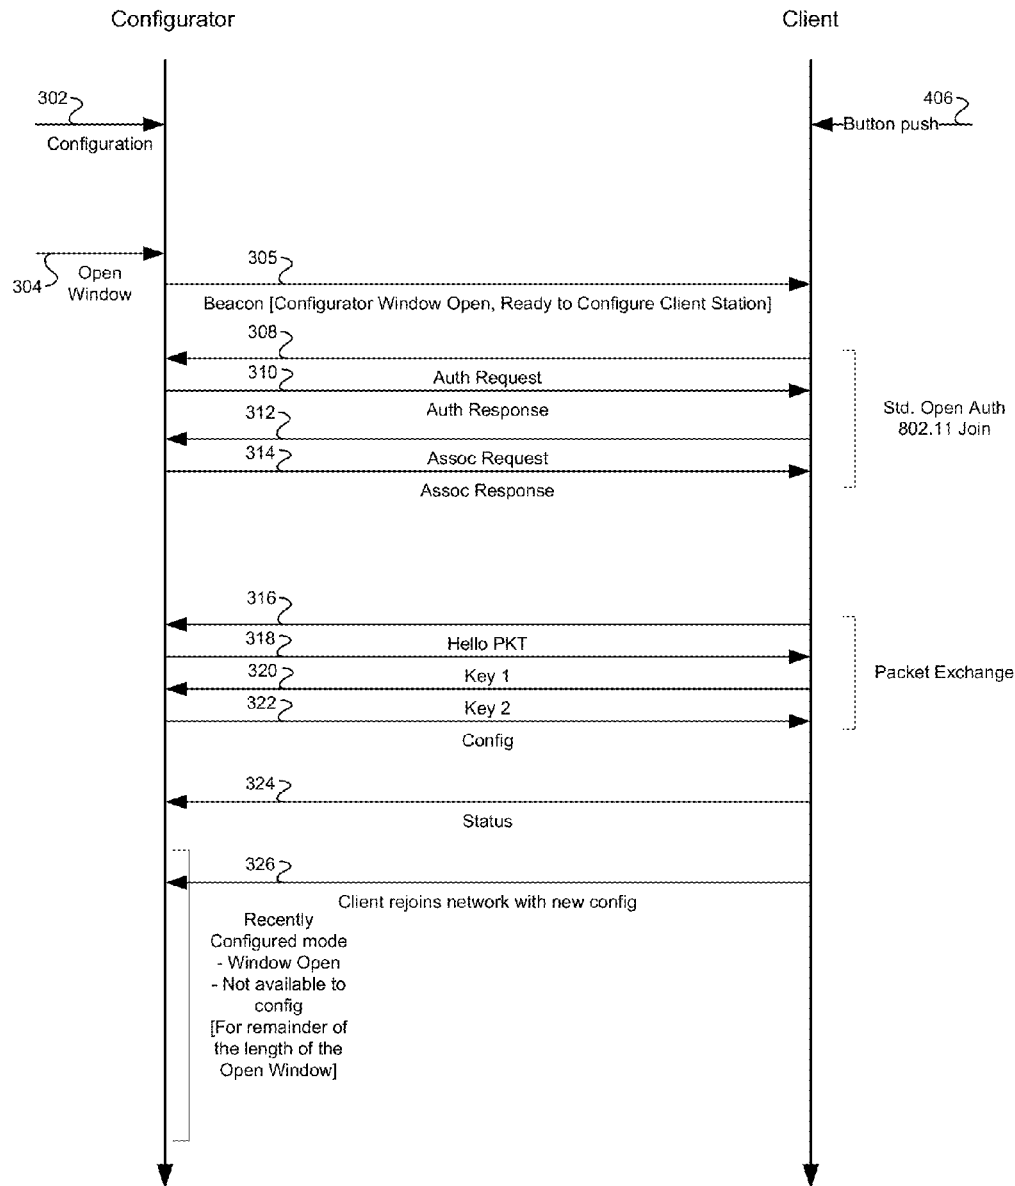 Configurator
Client
302
406
Configuration
Button push
304
Open
Window
305
Beacon [Configurator Window Open, Ready to Configure Client Station]
308
Auth Request
310
Auth Response
312
Assoc Request
314
Assoc Response
Std. Open Auth
802.11 Join
316
Hello PKT
318
Key 1
320
Key 2
322
Config
Packet Exchange
324
Status
326
Client rejoins network with new config
Recently
Configured mode
- Window Open
- Not available to
config
[For remainder of
the length of the
Open Window]